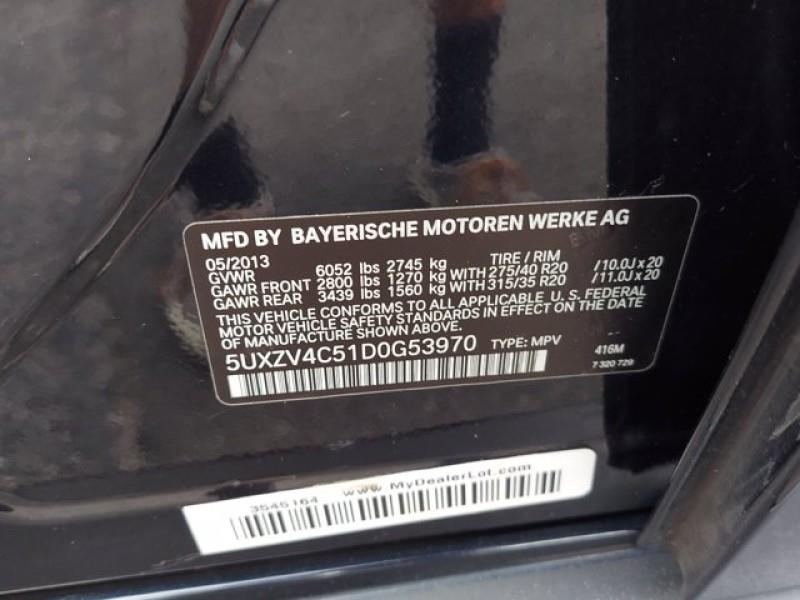 MFD BY BAYERISCHE MOTOREN WERKE AG
05/2013 TIRE / RIM
GVWR 6052 lbs 2745 kg
GAWR FRONT 2800 lbs 1270 kg WITH 275/40 R20 /10.0J x 20
GAWR REAR 3439 lbs 1560 kg WITH 315/35 R20 /11.0J x 20
THIS VEHICLE CONFORMS TO ALL APPLICABLE U. S. FEDERAL
MOTOR VEHICLE SAFETY STANDARDS IN EFFECT ON THE DATE
OF MANUFACTURE SHOWN ABOVE.
5UXZV4C51D0G53970 TYPE: MPV 416M
7 320 729
3545164 www.MyDealerLot.com